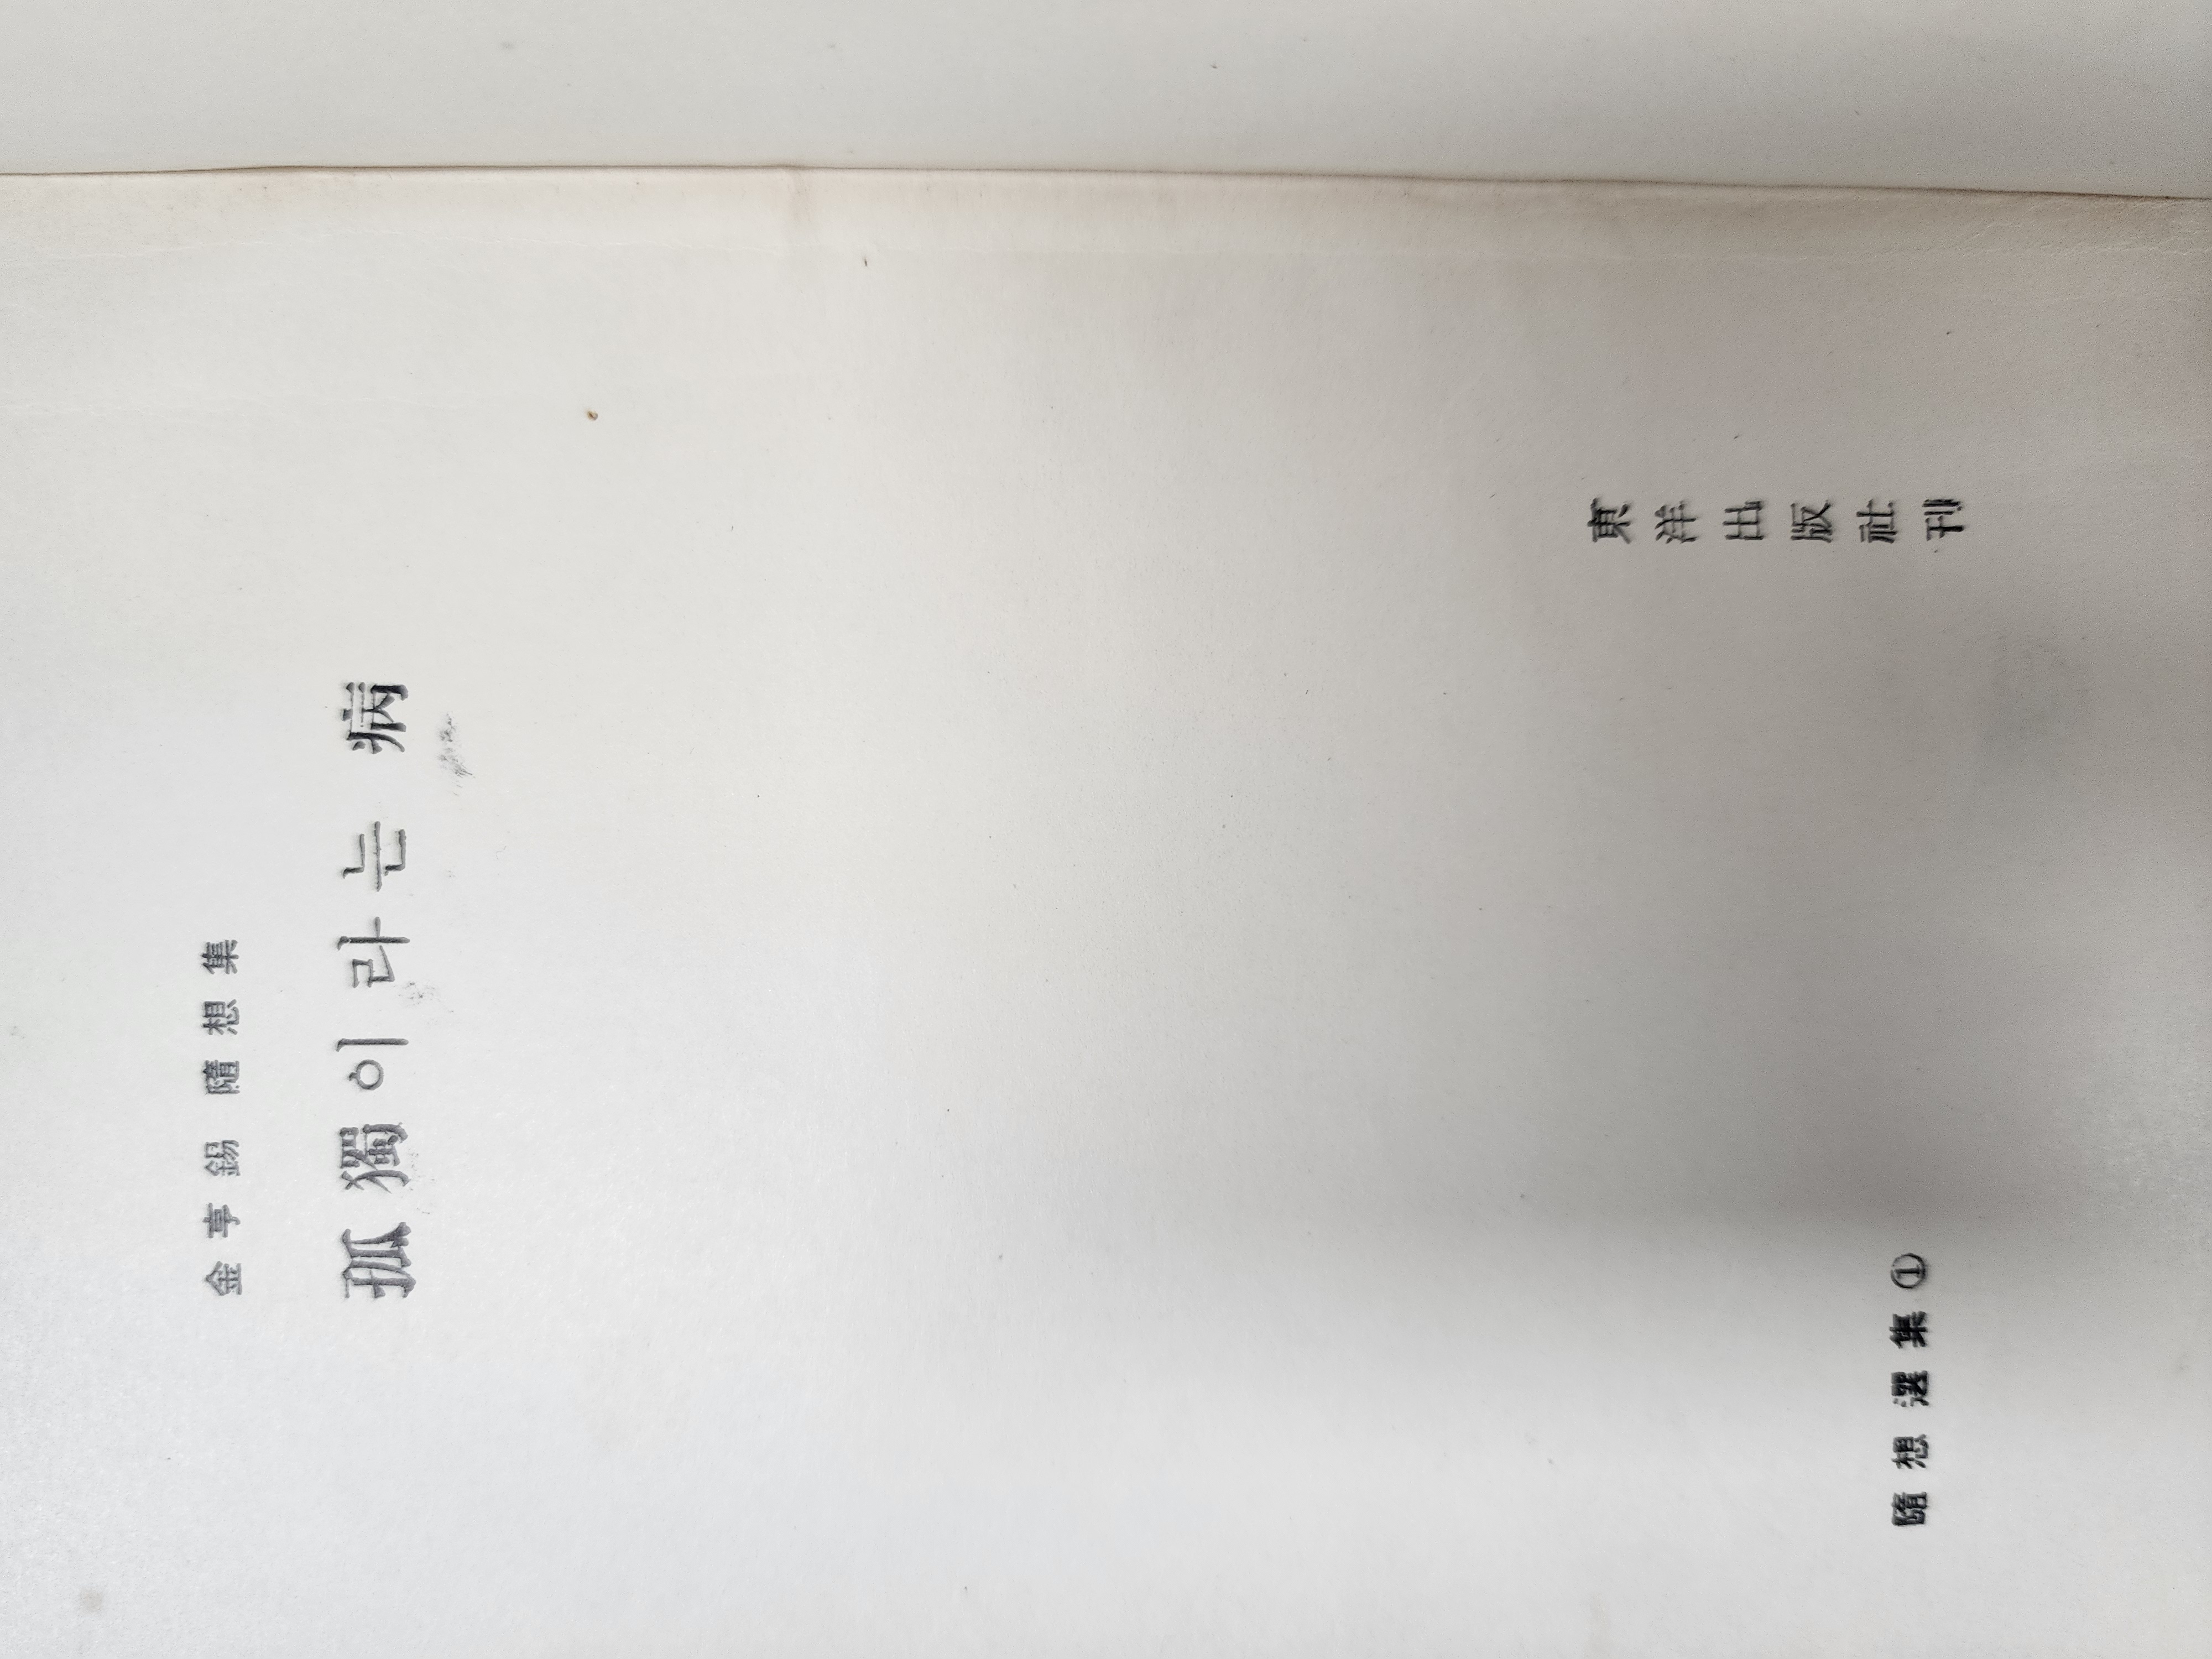 金亨錫 隨想集
孤獨이라는 病
東洋出版社刊
隨想選集①